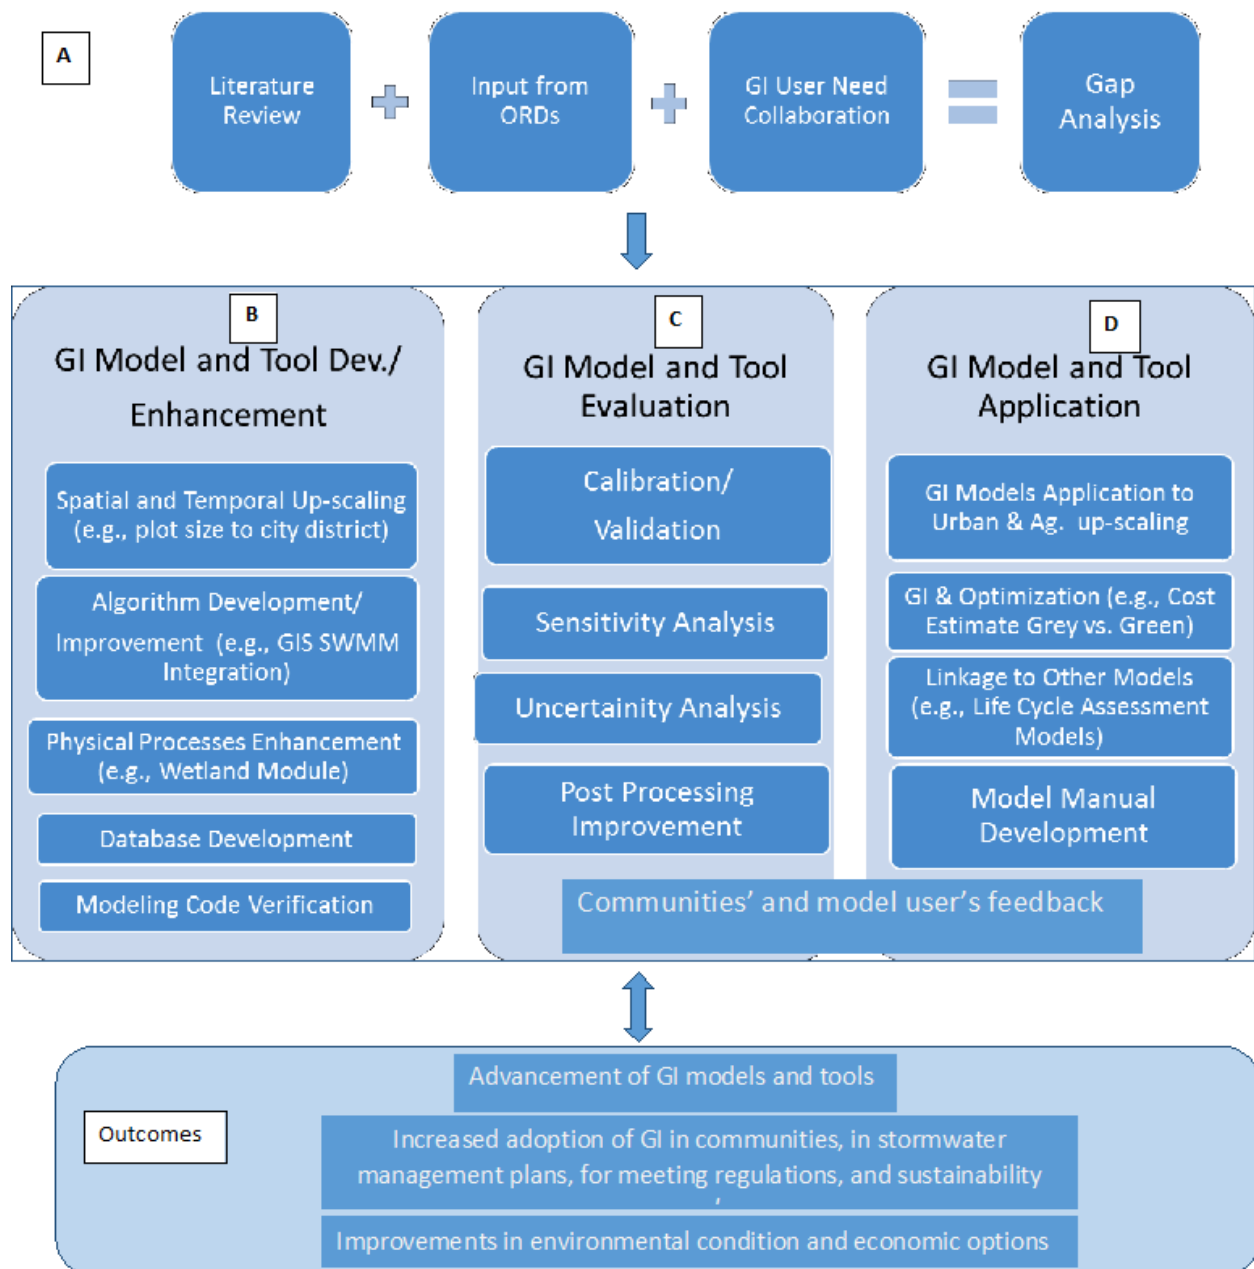 A
Literature
Review
Input from
ORDs
GI User Need
Collaboration
Gap
Analysis
B
GI Model and Tool Dev./
Enhancement
Spatial and Temporal Up-scaling
(e.g., plot size to city district)
Algorithm Development/
Improvement (e.g., GIS SWMM
Integration)
Physical Processes Enhancement
(e.g., Wetland Module)
Database Development
Modeling Code Verification
C
GI Model and Tool
Evaluation
Calibration/
Validation
Sensitivity Analysis
Uncertainity Analysis
Post Processing
Improvement
D
GI Model and Tool
Application
GI Models Application to
Urban & Ag. up-scaling
GI & Optimization (e.g., Cost
Estimate Grey vs. Green)
Linkage to Other Models
(e.g., Life Cycle Assessment
Models)
Model Manual
Development
Communities’ and model user’s feedback
Outcomes
Advancement of GI models and tools
Increased adoption of GI in communities, in stormwater
management plans, for meeting regulations, and sustainability
,
Improvements in environmental condition and economic options